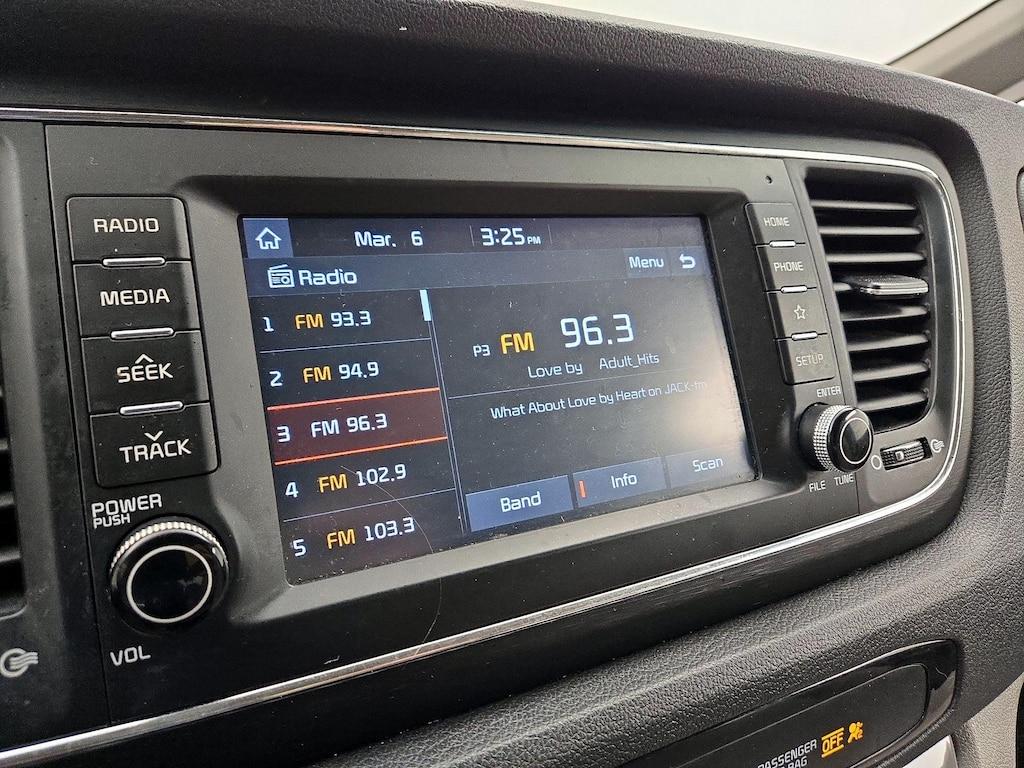 RADIO
MEDIA
SEEK
TRACK
POWER
PUSH
VOL
Mar. 6 3:25 PM
Radio
Menu
1 FM 93.3
2 FM 94.9
3 FM 96.3
4 FM 102.9
5 FM 103.3
P3 FM 96.3
Love by Adult_Hits
What About Love by Heart on JACK-fm
Band
Info
Scan
HOME
PHONE
SETUP
ENTER
FILE TUNE
PASSENGER OFF
BAG